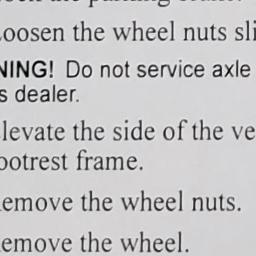 oosen the wheel nuts sli
NING! Do not service axle
s dealer.
levate the side of the ve
ootrest frame.
emove the wheel nuts.
emove the wheel.